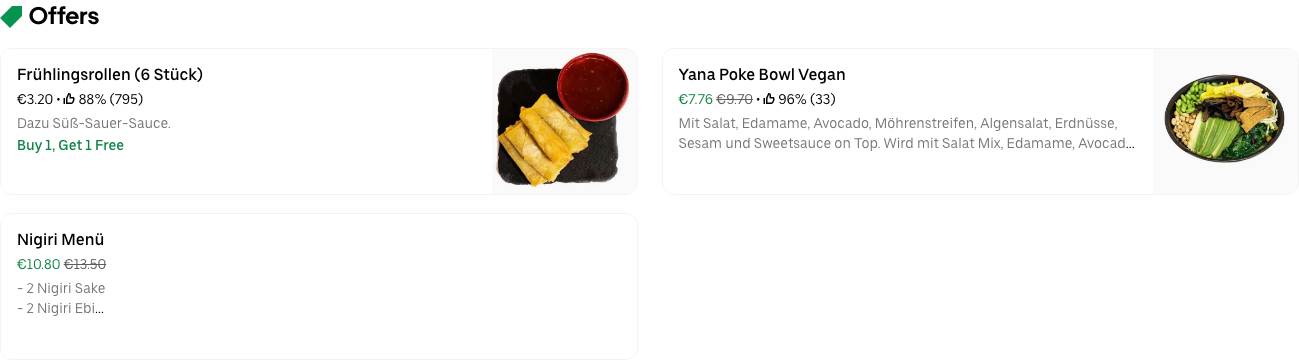 Offers
Frühlingsrollen (6 Stück)
€3.20 • 88% (795)
Dazu Süß-Sauer-Sauce.
Buy 1, Get 1 Free
Yana Poke Bowl Vegan
€7.76 €9.70 • 96% (33)
Mit Salat, Edamame, Avocado, Möhrenstreifen, Algensalat, Erdnüsse,
Sesam und Sweetsauce on Top. Wird mit Salat Mix, Edamame, Avocad...
Nigiri Menü
€10.80 €13.50
- 2 Nigiri Sake
- 2 Nigiri Ebi...